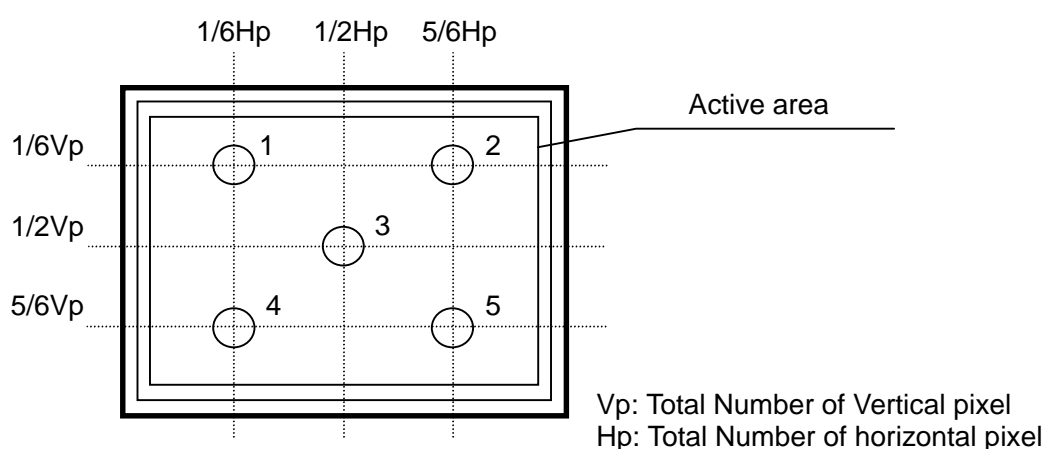 1/6Hp 1/2Hp 5/6Hp
Active area
1/6Vp 1 2
1/2Vp 3
5/6Vp 4 5
Vp: Total Number of Vertical pixel
Hp: Total Number of horizontal pixel